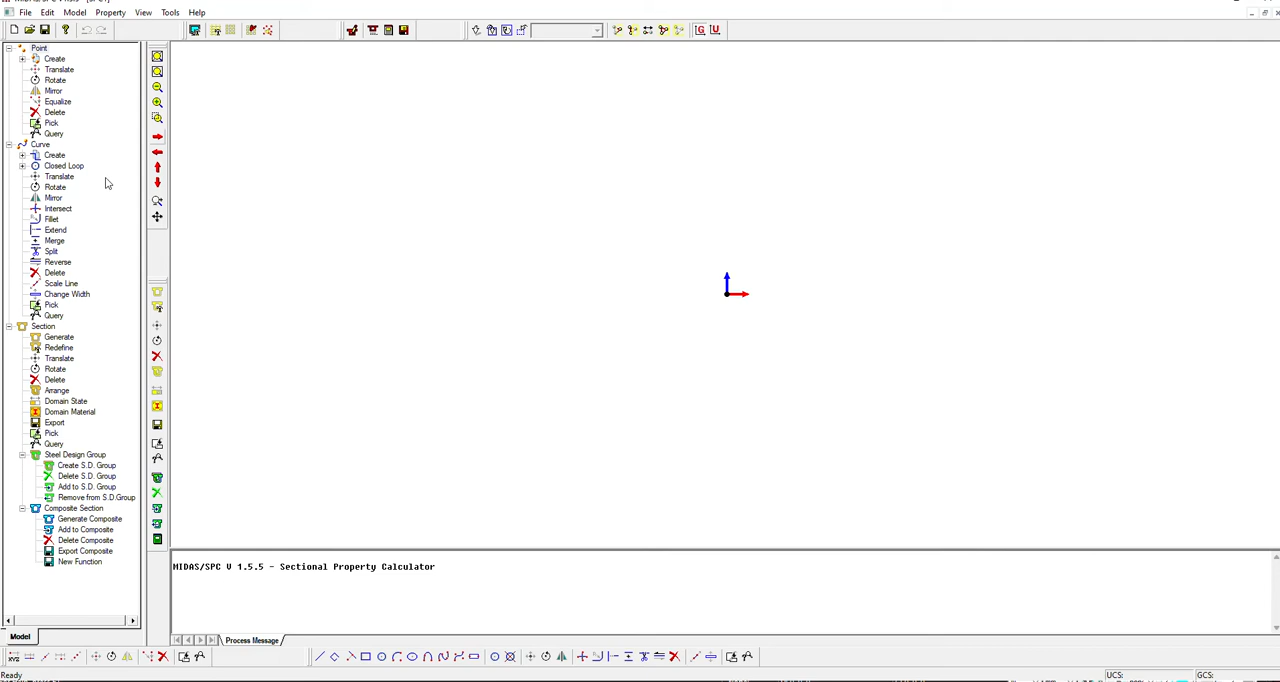 File Edit Model Property View Tools Help
Point
Create
Translate
Rotate
Mirror
Equalize
Delete
Pick
Query
Curve
Create
Closed Loop
Translate
Rotate
Mirror
Intersect
Fillet
Extend
Merge
Split
Reverse
Delete
Scale Line
Change Width
Pick
Query
Section
Generate
Redefine
Translate
Rotate
Delete
Arrange
Domain State
Domain Material
Export
Pick
Query
Steel Design Group
Create S.D. Group
Delete S.D. Group
Add to S.D. Group
Remove from S.D.Group
Composite Section
Generate Composite
Add to Composite
Delete Composite
Export Composite
New Function
Model
MIDAS/SPC V 1.5.5 - Sectional Property Calculator
Process Message
XYZ
Ready
UCS: GCS: